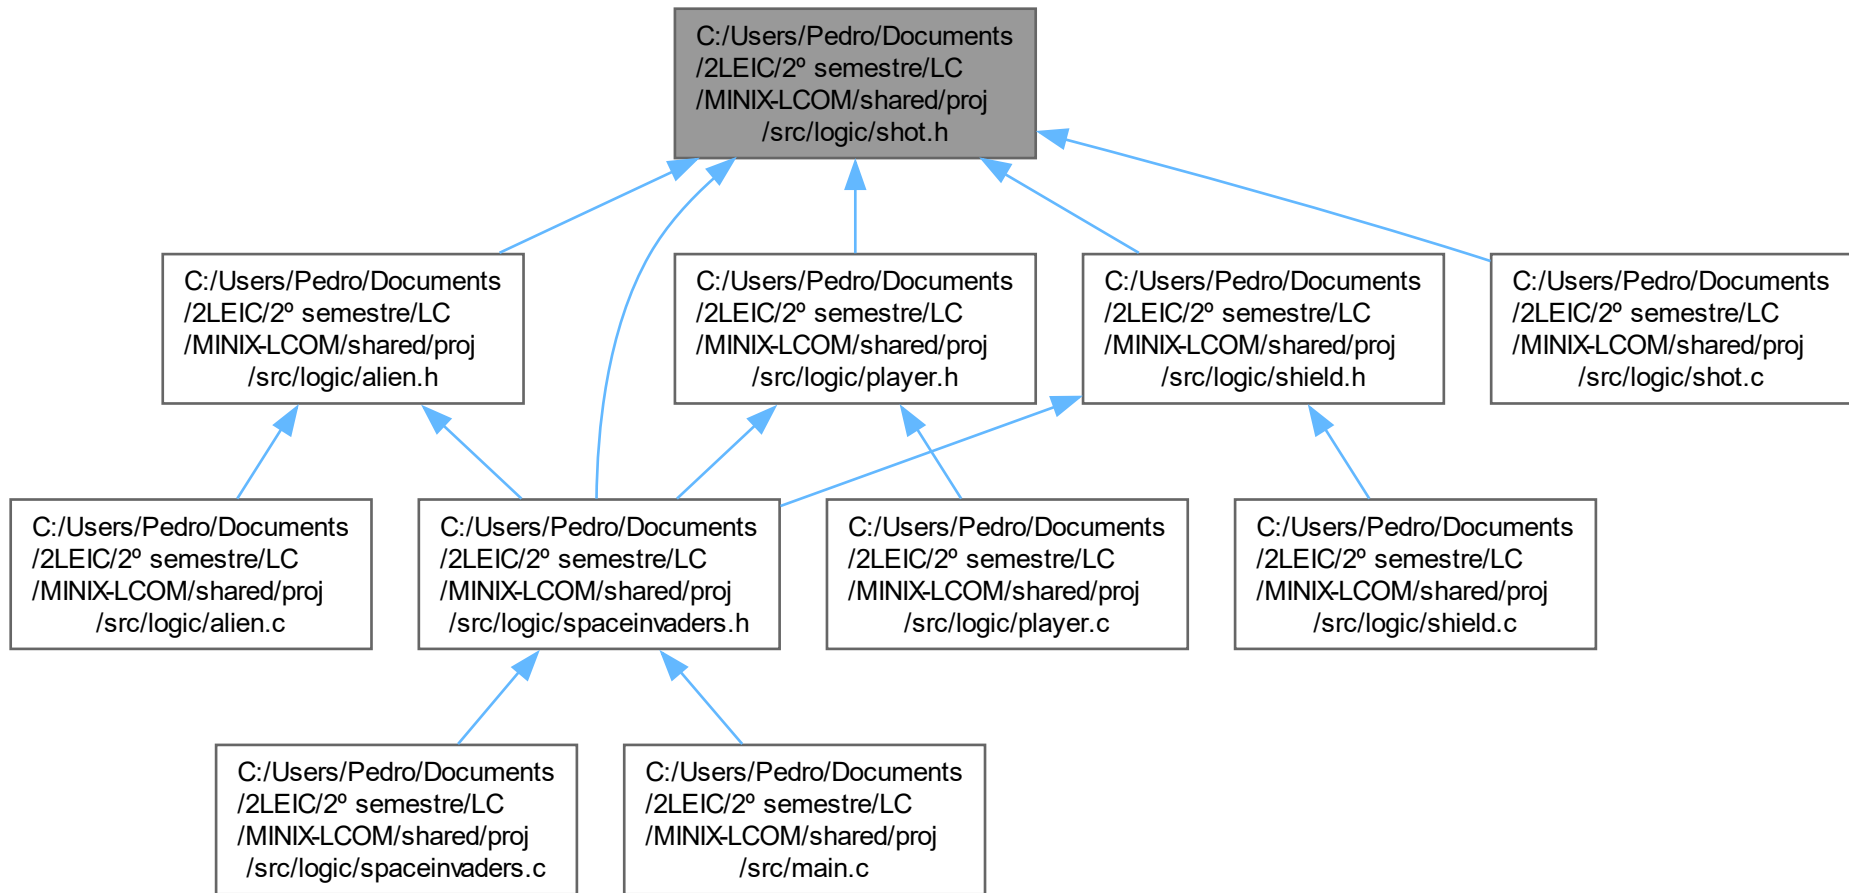 C:/Users/Pedro/Documents
/2LEIC/2º semestre/LC
/MINIX-LCOM/shared/proj
/src/logic/shot.h
C:/Users/Pedro/Documents
/2LEIC/2º semestre/LC
/MINIX-LCOM/shared/proj
/src/logic/alien.h
C:/Users/Pedro/Documents
/2LEIC/2º semestre/LC
/MINIX-LCOM/shared/proj
/src/logic/player.h
C:/Users/Pedro/Documents
/2LEIC/2º semestre/LC
/MINIX-LCOM/shared/proj
/src/logic/shield.h
C:/Users/Pedro/Documents
/2LEIC/2º semestre/LC
/MINIX-LCOM/shared/proj
/src/logic/shot.c
C:/Users/Pedro/Documents
/2LEIC/2º semestre/LC
/MINIX-LCOM/shared/proj
/src/logic/alien.c
C:/Users/Pedro/Documents
/2LEIC/2º semestre/LC
/MINIX-LCOM/shared/proj
/src/logic/spaceinvaders.h
C:/Users/Pedro/Documents
/2LEIC/2º semestre/LC
/MINIX-LCOM/shared/proj
/src/logic/player.c
C:/Users/Pedro/Documents
/2LEIC/2º semestre/LC
/MINIX-LCOM/shared/proj
/src/logic/shield.c
C:/Users/Pedro/Documents
/2LEIC/2º semestre/LC
/MINIX-LCOM/shared/proj
/src/logic/spaceinvaders.c
C:/Users/Pedro/Documents
/2LEIC/2º semestre/LC
/MINIX-LCOM/shared/proj
/src/main.c